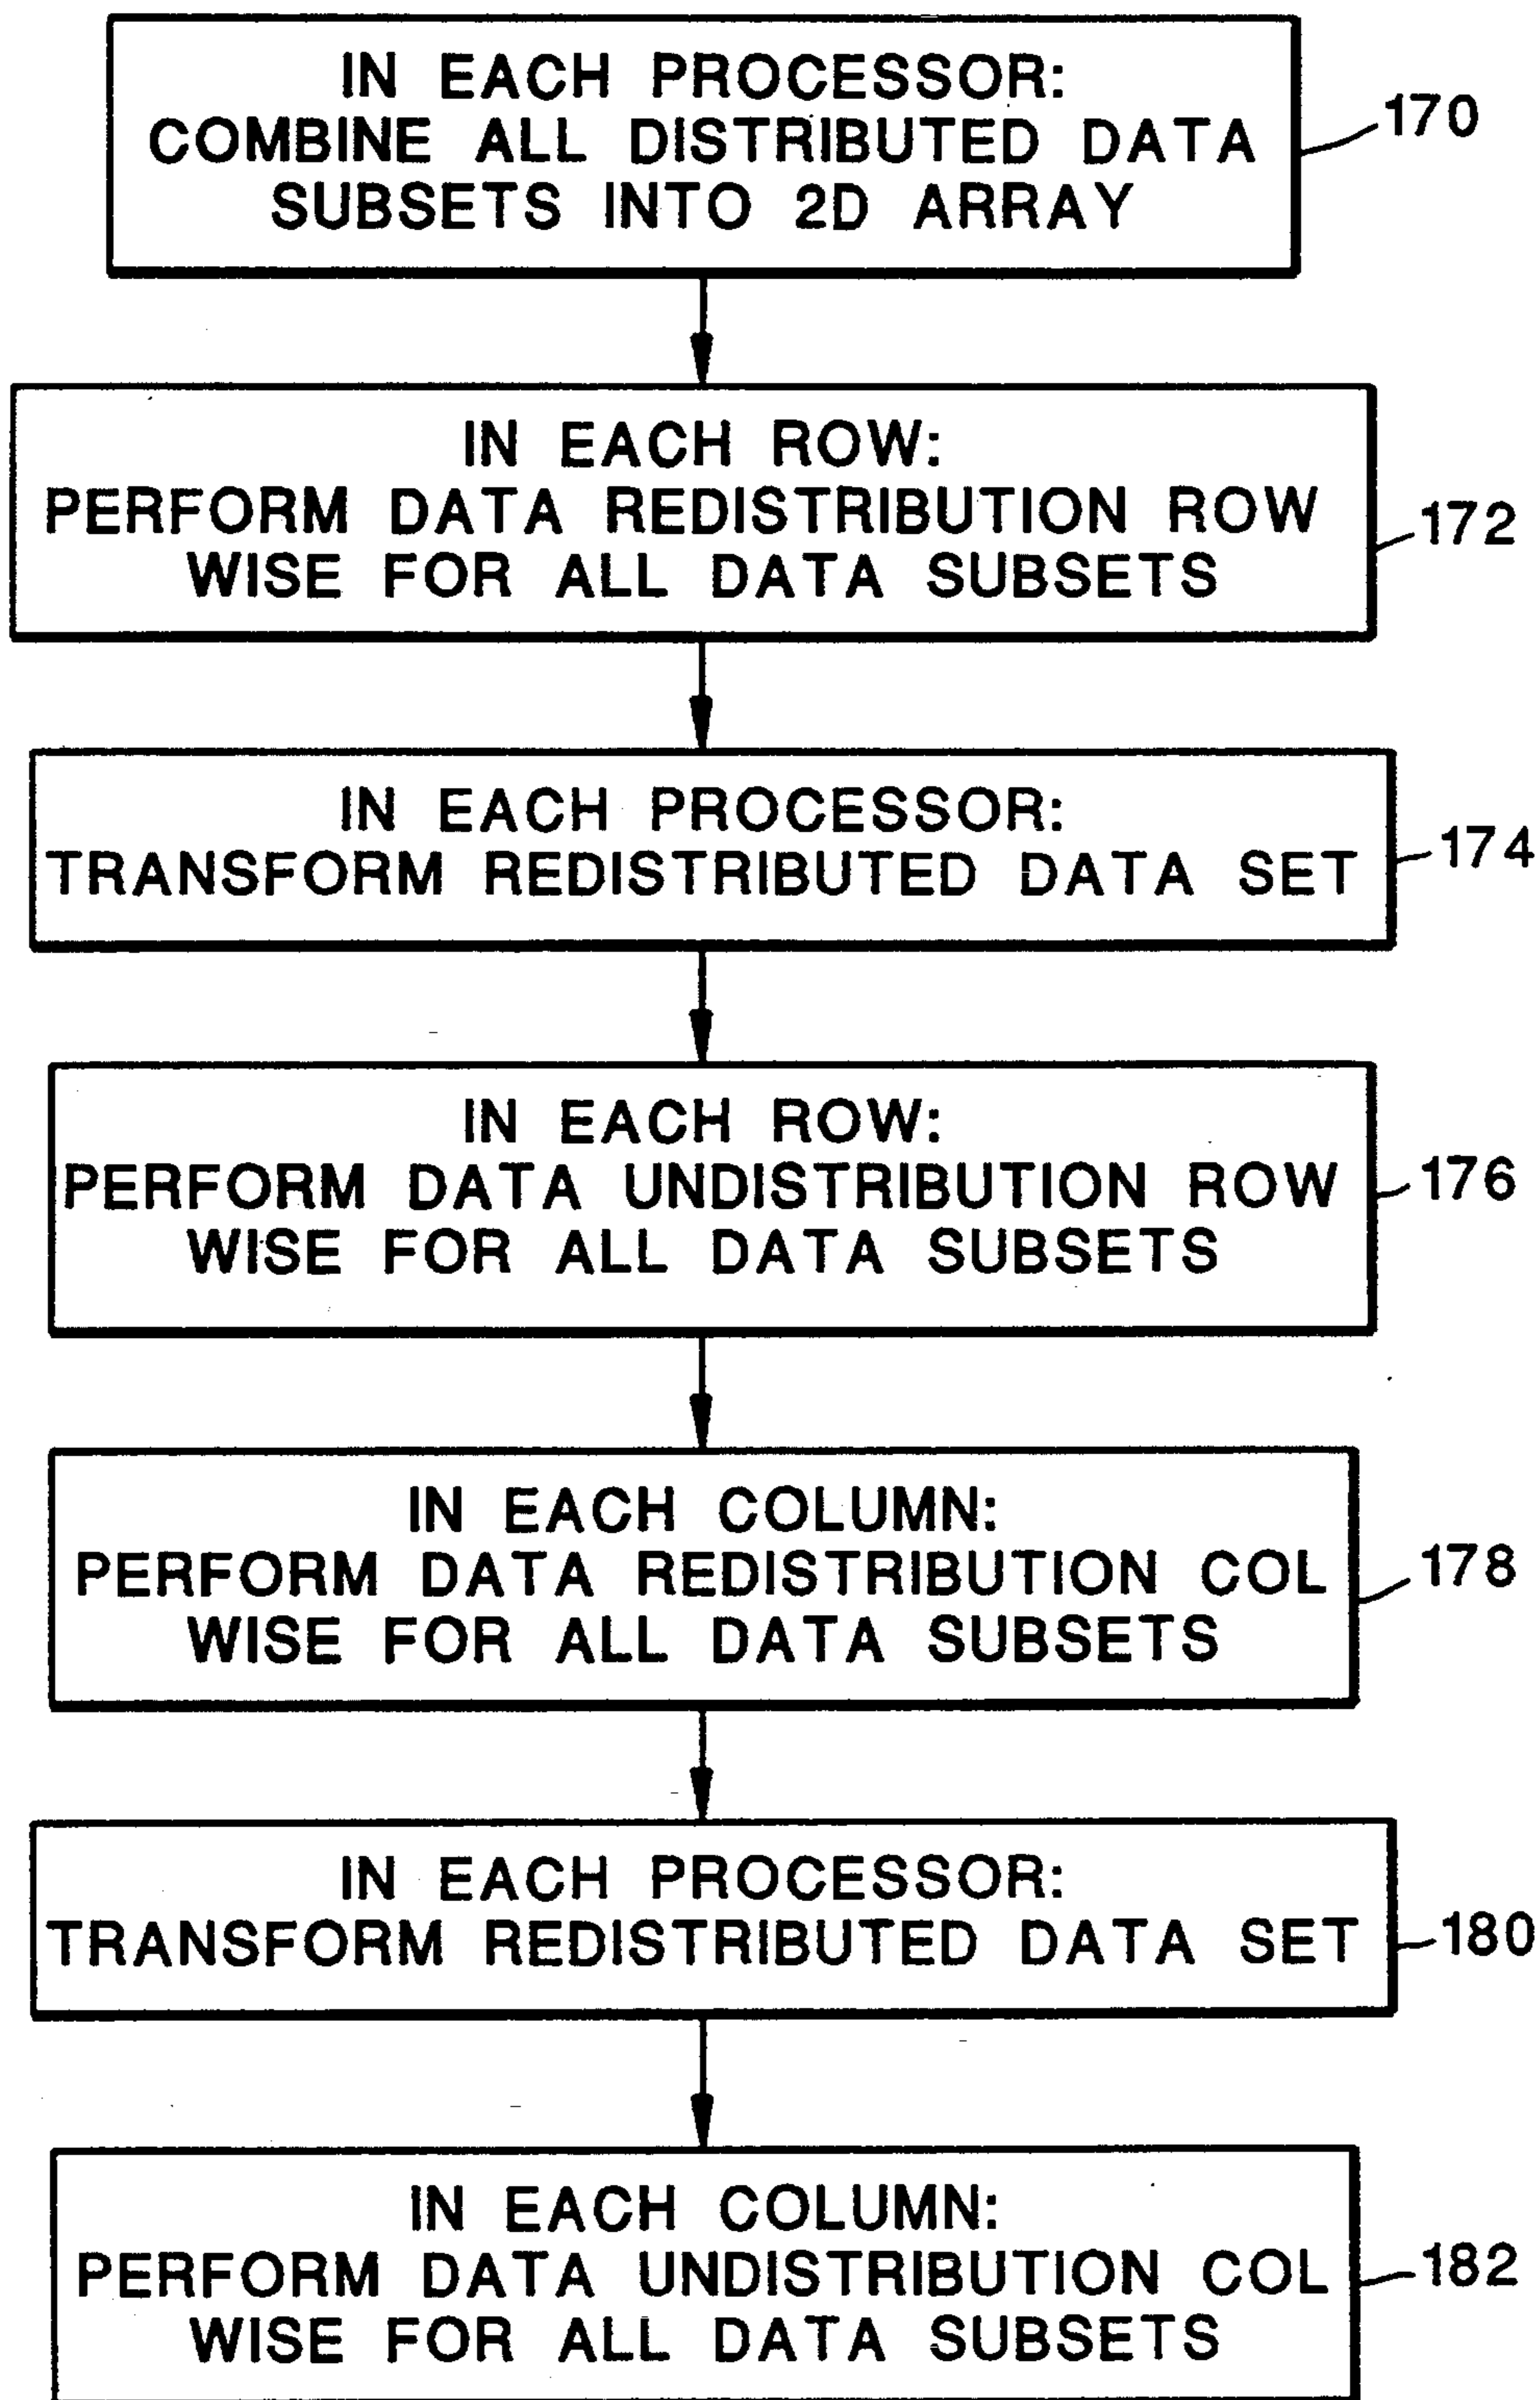 IN EACH PROCESSOR:
COMBINE ALL DISTRIBUTED DATA
SUBSETS INTO 2D ARRAY
170
IN EACH ROW:
PERFORM DATA REDISTRIBUTION ROW
WISE FOR ALL DATA SUBSETS
172
IN EACH PROCESSOR:
TRANSFORM REDISTRIBUTED DATA SET
174
IN EACH ROW:
PERFORM DATA UNDISTRIBUTION ROW
WISE FOR ALL DATA SUBSETS
176
IN EACH COLUMN:
PERFORM DATA REDISTRIBUTION COL
WISE FOR ALL DATA SUBSETS
178
IN EACH PROCESSOR:
TRANSFORM REDISTRIBUTED DATA SET
180
IN EACH COLUMN:
PERFORM DATA UNDISTRIBUTION COL
WISE FOR ALL DATA SUBSETS
182